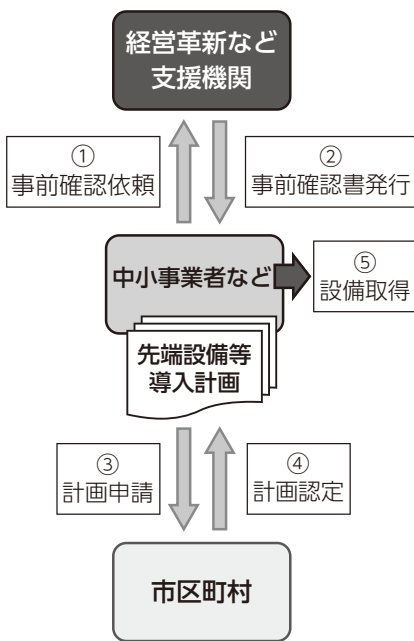 経営革新など
支援機関
①
事前確認依頼
②
事前確認書発行
中小事業者など
⑤
設備取得
先端設備等
導入計画
③
計画申請
④
計画認定
市区町村